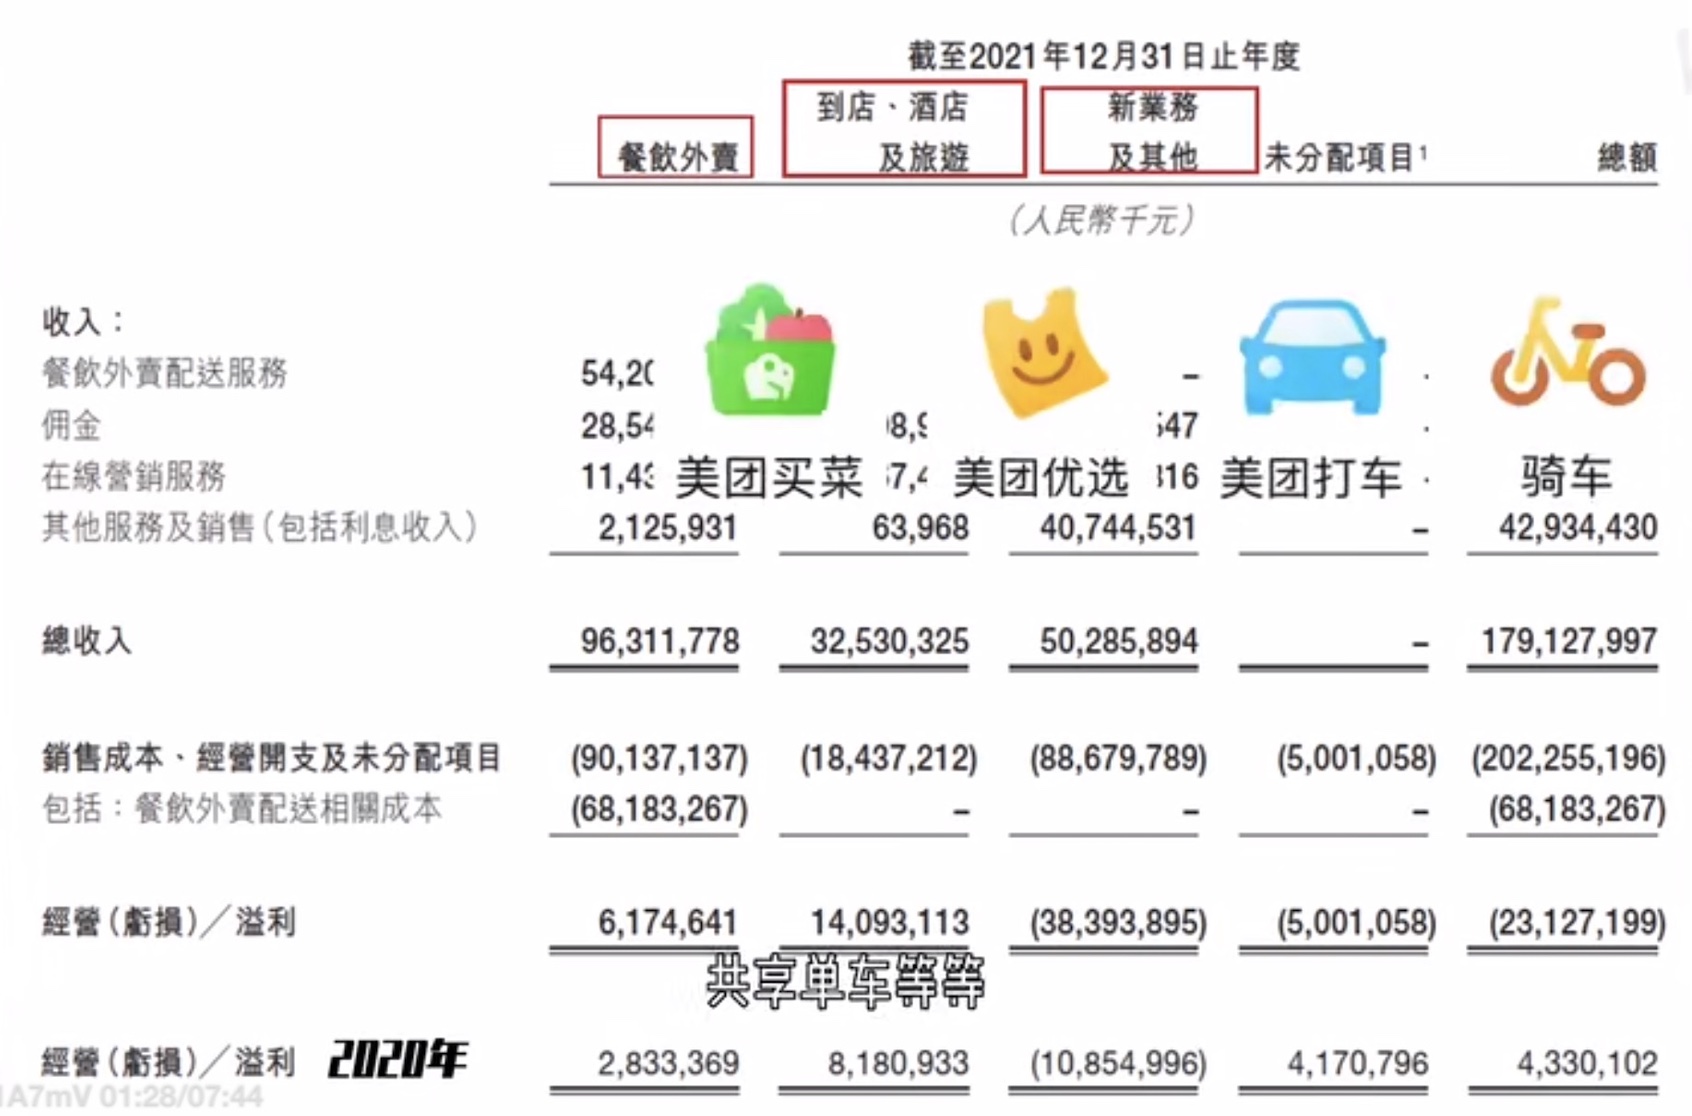 截至2021年12月31日止年度
到店、酒店 新業務
餐飲外賣 及旅遊 及其他 未分配項目¹ 總額
（人民幣千元）
收入：
餐飲外賣配送服務 54,20 –
佣金 28,54 8,9 47
在線營銷服務 11,43 7,4 16
美团买菜 美团优选 美团打车 骑车
其他服務及銷售（包括利息收入） 2,125,931 63,968 40,744,531 – 42,934,430
總收入 96,311,778 32,530,325 50,285,894 – 179,127,997
銷售成本、經營開支及未分配項目 (90,137,137) (18,437,212) (88,679,789) (5,001,058) (202,255,196)
包括：餐飲外賣配送相關成本 (68,183,267) – – – (68,183,267)
經營（虧損）／溢利 6,174,641 14,093,113 (38,393,895) (5,001,058) (23,127,199)
共享单车等等
經營（虧損）／溢利 2020年 2,833,369 8,180,933 (10,854,996) 4,170,796 4,330,102
1A7mV 01:28/07:44